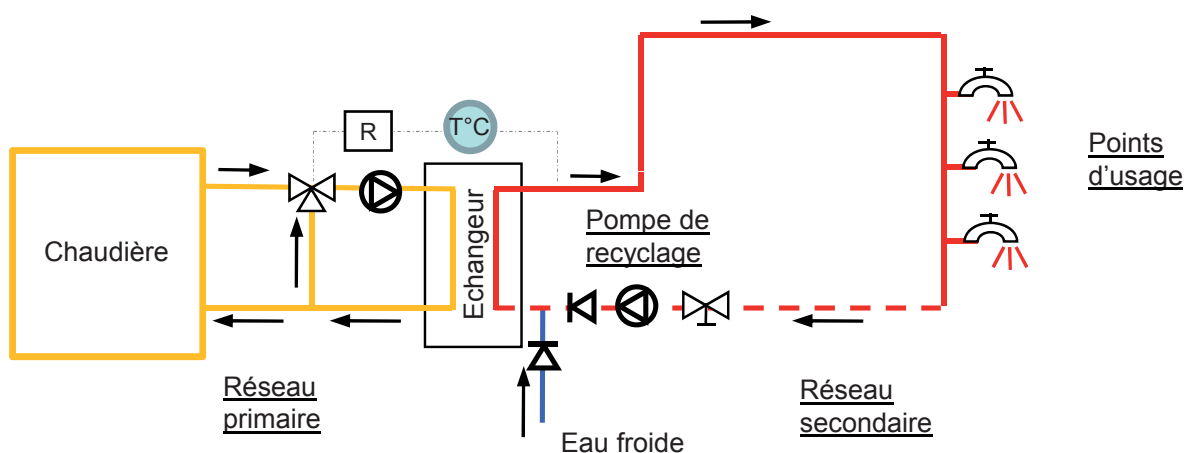 R
T°C
Points
d'usage
Chaudière
Echangeur
Pompe de
recyclage
Réseau
primaire
Réseau
secondaire
Eau froide